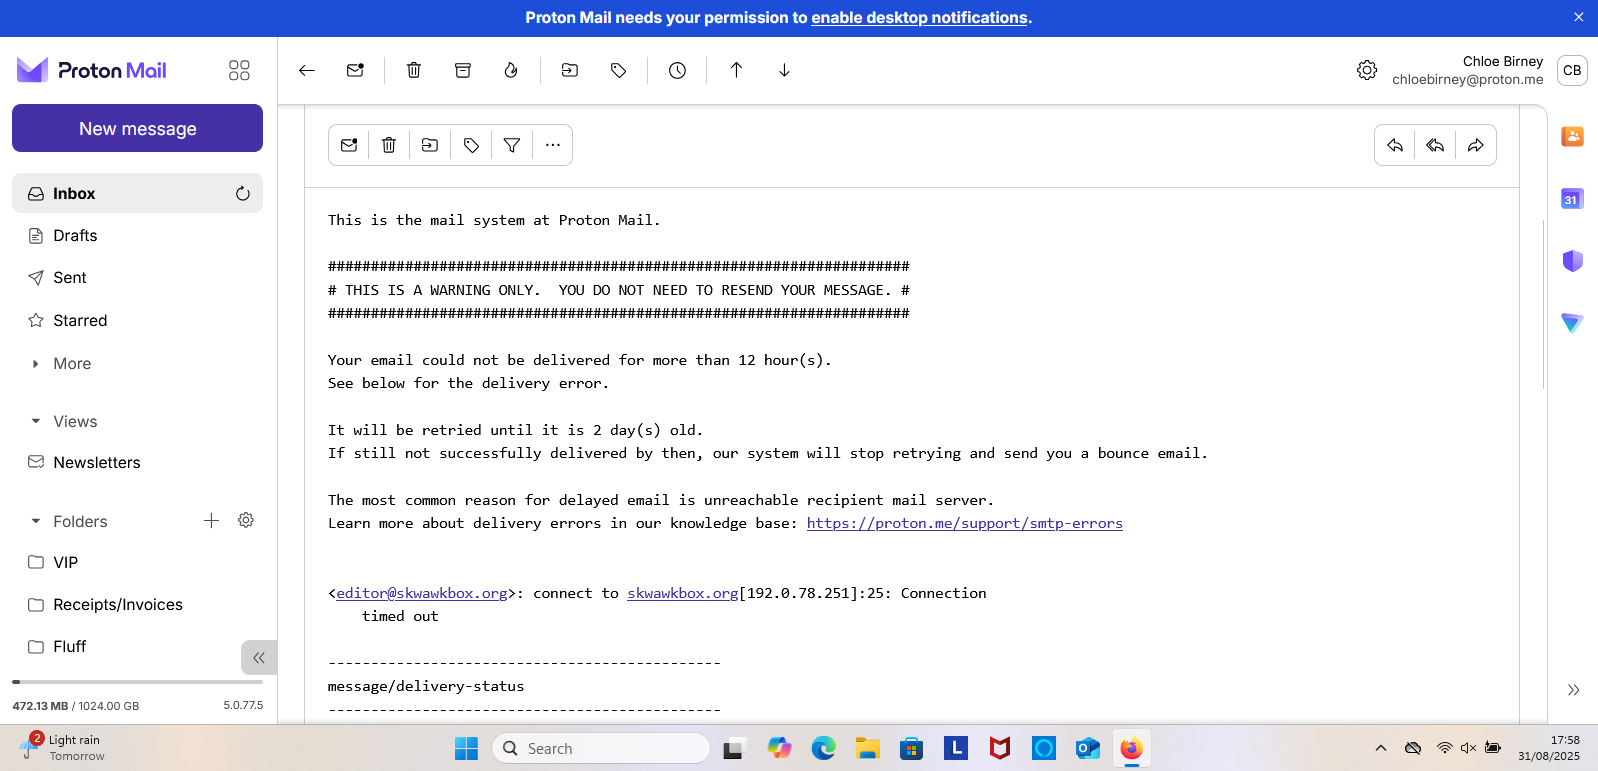 Proton Mail needs your permission to enable desktop notifications.
Proton Mail
Chloe Birney
chloebirney@proton.me
CB
New message
Inbox
Drafts
Sent
Starred
More
Views
Newsletters
Folders
VIP
Receipts/Invoices
Fluff
472.13 MB / 1024.00 GB
5.0.77.5
31
This is the mail system at Proton Mail.
####################################################################
# THIS IS A WARNING ONLY.  YOU DO NOT NEED TO RESEND YOUR MESSAGE. #
####################################################################
Your email could not be delivered for more than 12 hour(s).
See below for the delivery error.
It will be retried until it is 2 day(s) old.
If still not successfully delivered by then, our system will stop retrying and send you a bounce email.
The most common reason for delayed email is unreachable recipient mail server.
Learn more about delivery errors in our knowledge base: https://proton.me/support/smtp-errors
<editor@skwawkbox.org>: connect to skwawkbox.org[192.0.78.251]:25: Connection
timed out
----------------------------------------------
message/delivery-status
----------------------------------------------
2
Light rain
Tomorrow
Search
L
O
17:58
31/08/2025